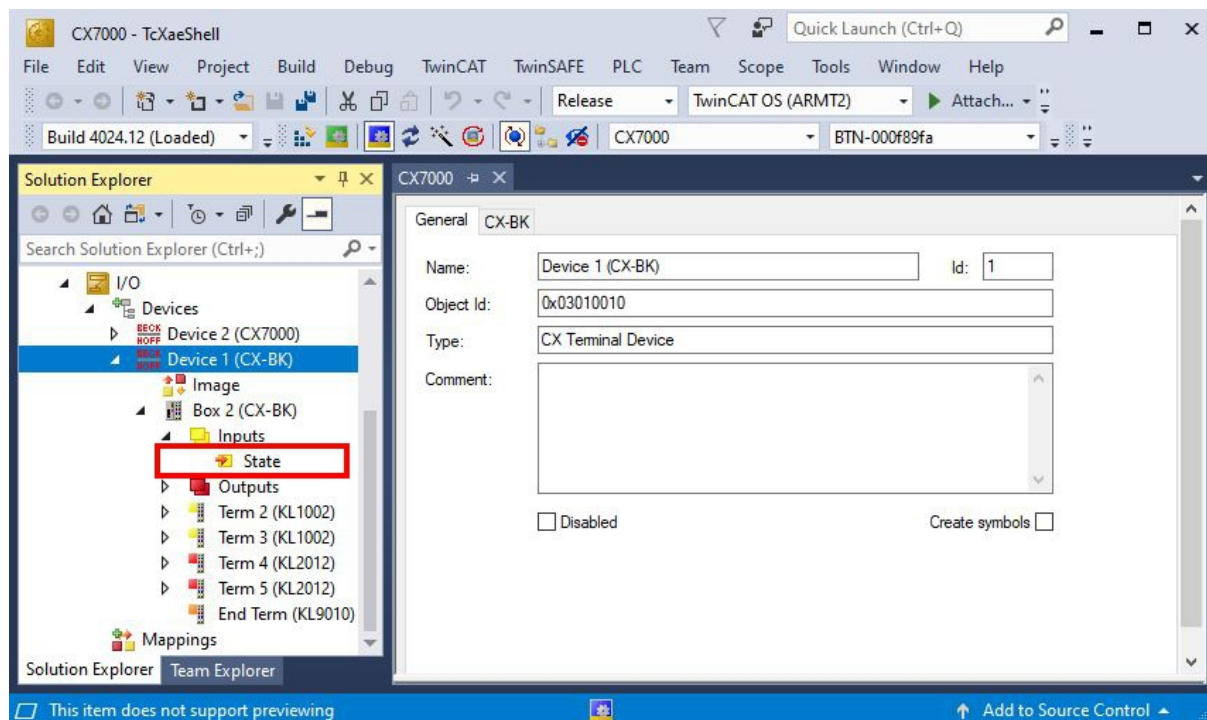 CX7000 - TcXaeShell
Quick Launch (Ctrl+Q)
File Edit View Project Build Debug TwinCAT TwinSAFE PLC Team Scope Tools Window Help
Release TwinCAT OS (ARMT2) Attach...
Build 4024.12 (Loaded) CX7000 BTN-000f89fa
Solution Explorer
Search Solution Explorer (Ctrl+;)
I/O
Devices
BECKHOFF Device 2 (CX7000)
BECKHOFF Device 1 (CX-BK)
Image
Box 2 (CX-BK)
Inputs
State
Outputs
Term 2 (KL1002)
Term 3 (KL1002)
Term 4 (KL2012)
Term 5 (KL2012)
End Term (KL9010)
Mappings
Solution Explorer Team Explorer
CX7000
General CX-BK
Name: Device 1 (CX-BK) Id: 1
Object Id: 0x03010010
Type: CX Terminal Device
Comment:
Disabled Create symbols
This item does not support previewing Add to Source Control